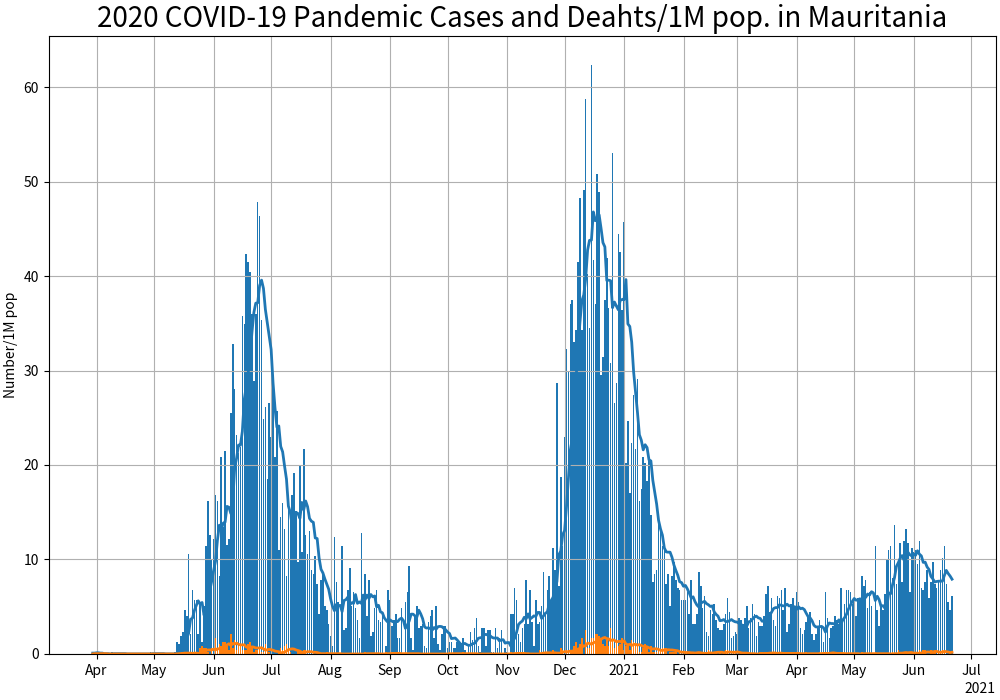 2020 COVID-19 Pandemic Cases and Deahts/1M pop. in Mauritania
Number/1M pop
60
50
40
30
20
10
0
Apr May Jun Jul Aug Sep Oct Nov Dec 2021 Feb Mar Apr May Jun Jul
2021